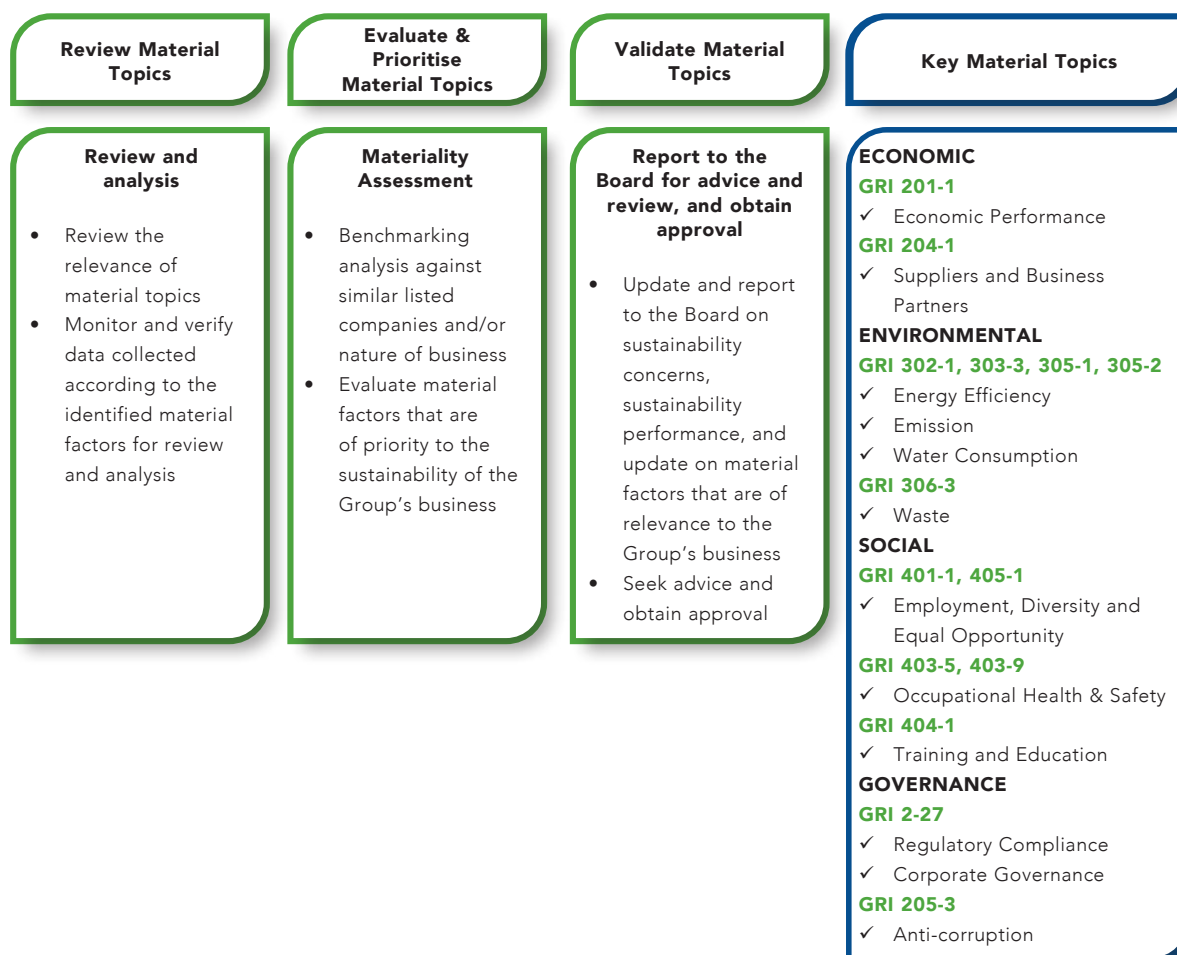 Review Material
Topics
Evaluate &
Prioritise
Material Topics
Validate Material
Topics
Key Material Topics
Review and
analysis
• Review the
relevance of
material topics
• Monitor and verify
data collected
according to the
identified material
factors for review
and analysis
Materiality
Assessment
• Benchmarking
analysis against
similar listed
companies and/or
nature of business
• Evaluate material
factors that are
of priority to the
sustainability of the
Group's business
Report to the
Board for advice and
review, and obtain
approval
• Update and report
to the Board on
sustainability
concerns,
sustainability
performance, and
update on material
factors that are of
relevance to the
Group's business
• Seek advice and
obtain approval
ECONOMIC
GRI 201-1
✓ Economic Performance
GRI 204-1
✓ Suppliers and Business
Partners
ENVIRONMENTAL
GRI 302-1, 303-3, 305-1, 305-2
✓ Energy Efficiency
✓ Emission
✓ Water Consumption
GRI 306-3
✓ Waste
SOCIAL
GRI 401-1, 405-1
✓ Employment, Diversity and
Equal Opportunity
GRI 403-5, 403-9
✓ Occupational Health & Safety
GRI 404-1
✓ Training and Education
GOVERNANCE
GRI 2-27
✓ Regulatory Compliance
✓ Corporate Governance
GRI 205-3
✓ Anti-corruption